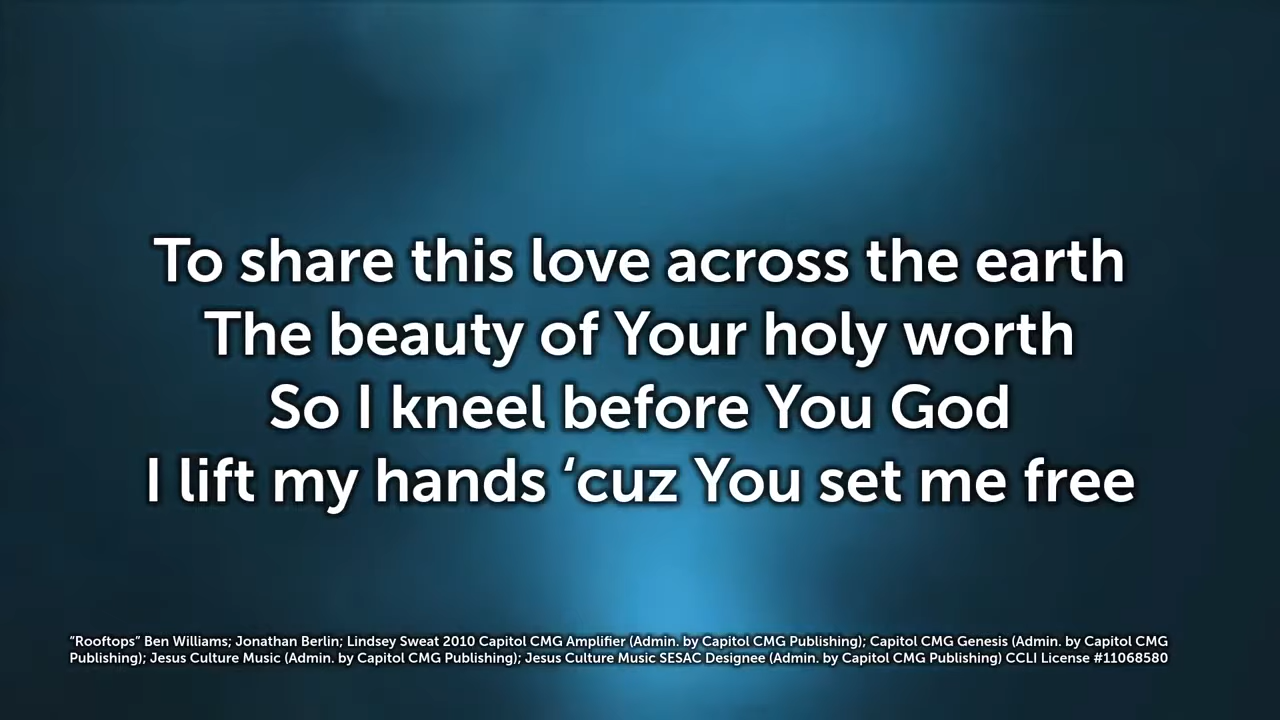 To share this love across the earth
The beauty of Your holy worth
So I kneel before You God
I lift my hands ‘cuz You set me free
“Rooftops” Ben Williams; Jonathan Berlin; Lindsey Sweat 2010 Capitol CMG Amplifier (Admin. by Capitol CMG Publishing); Capitol CMG Genesis (Admin. by Capitol CMG
Publishing); Jesus Culture Music (Admin. by Capitol CMG Publishing); Jesus Culture Music SESAC Designee (Admin. by Capitol CMG Publishing) CCLI License #11068580